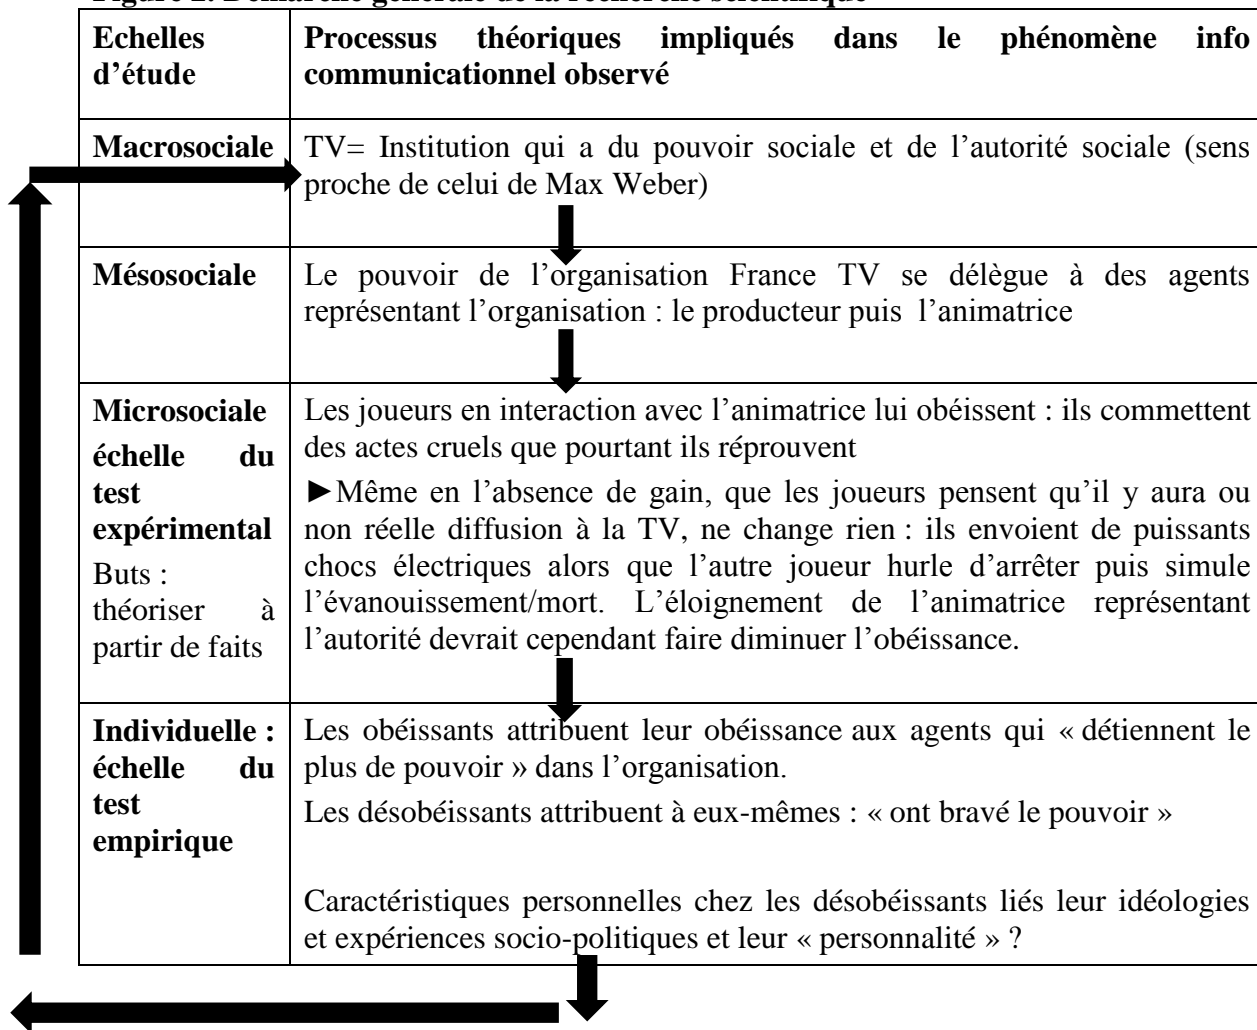 Figure 2. Démarche générale de la recherche scientifique
Echelles
d’étude
Processus théoriques impliqués dans le phénomène info
communicationnel observé
Macrosociale
TV= Institution qui a du pouvoir sociale et de l’autorité sociale (sens
proche de celui de Max Weber)
Mésosociale
Le pouvoir de l’organisation France TV se délègue à des agents
représentant l’organisation : le producteur puis l’animatrice
Microsociale
échelle du
test
expérimental
Buts :
théoriser à
partir de faits
Les joueurs en interaction avec l’animatrice lui obéissent : ils commettent
des actes cruels que pourtant ils réprouvent
►Même en l’absence de gain, que les joueurs pensent qu’il y aura ou
non réelle diffusion à la TV, ne change rien : ils envoient de puissants
chocs électriques alors que l’autre joueur hurle d’arrêter puis simule
l’évanouissement/mort. L’éloignement de l’animatrice représentant
l’autorité devrait cependant faire diminuer l’obéissance.
Individuelle :
échelle du
test
empirique
Les obéissants attribuent leur obéissance aux agents qui « détiennent le
plus de pouvoir » dans l’organisation.
Les désobéissants attribuent à eux-mêmes : « ont bravé le pouvoir »
Caractéristiques personnelles chez les désobéissants liés leur idéologies
et expériences socio-politiques et leur « personnalité » ?